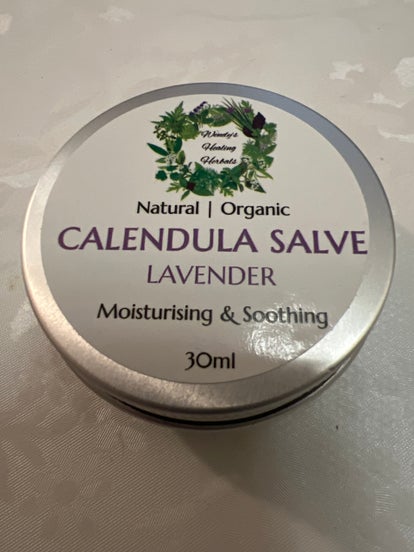 Wendy's
Healing
Herbals
Natural | Organic
CALENDULA SALVE
LAVENDER
Moisturising & Soothing
30ml